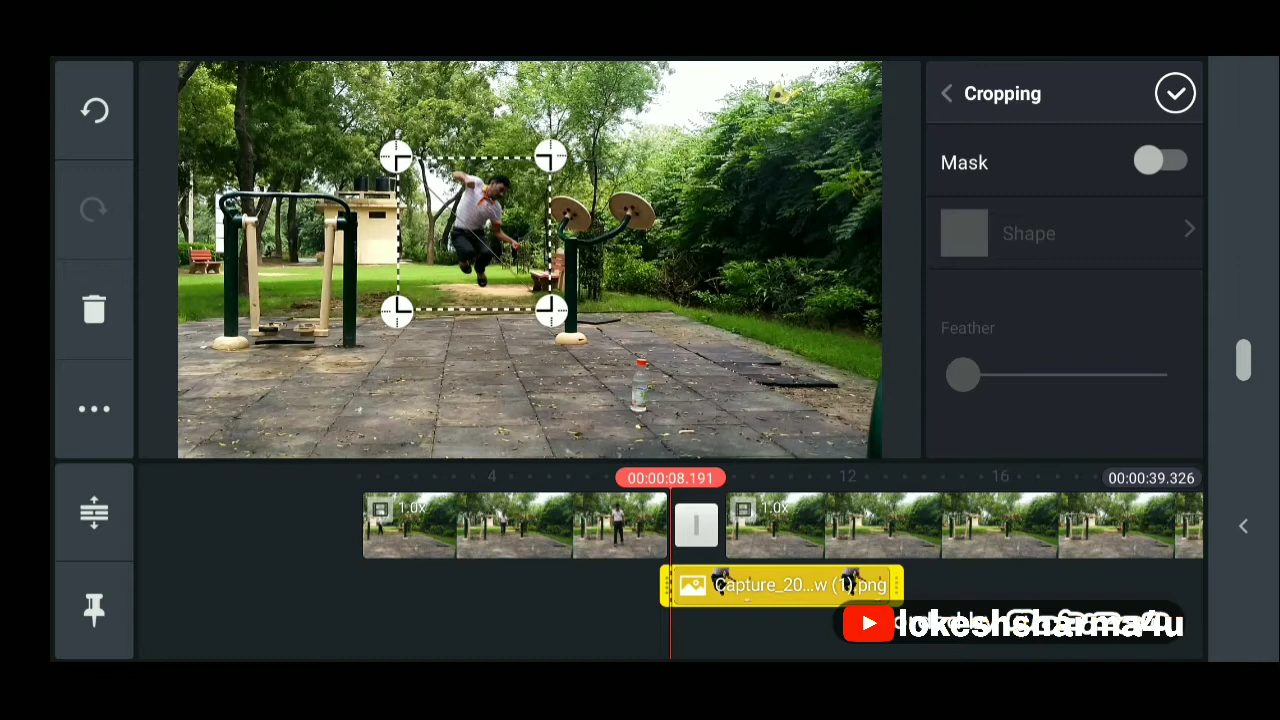 Cropping
Mask
Shape
Feather
4
00:00:08.191
12
16
00:00:39.326
1.0x
1.0x
Capture_20...w (1).png
lokeshsharma4u